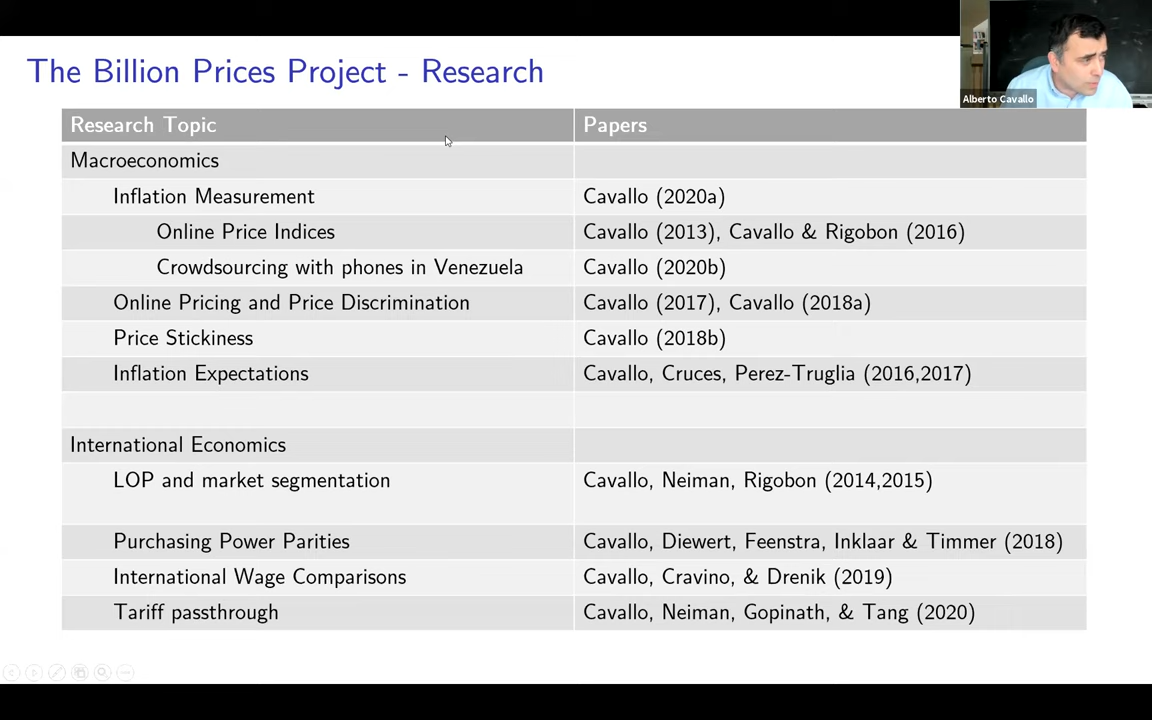 The Billion Prices Project - Research
Alberto Cavallo
Research Topic Papers
Macroeconomics
Inflation Measurement Cavallo (2020a)
Online Price Indices Cavallo (2013), Cavallo & Rigobon (2016)
Crowdsourcing with phones in Venezuela Cavallo (2020b)
Online Pricing and Price Discrimination Cavallo (2017), Cavallo (2018a)
Price Stickiness Cavallo (2018b)
Inflation Expectations Cavallo, Cruces, Perez-Truglia (2016,2017)
International Economics
LOP and market segmentation Cavallo, Neiman, Rigobon (2014,2015)
Purchasing Power Parities Cavallo, Diewert, Feenstra, Inklaar & Timmer (2018)
International Wage Comparisons Cavallo, Cravino, & Drenik (2019)
Tariff passthrough Cavallo, Neiman, Gopinath, & Tang (2020)